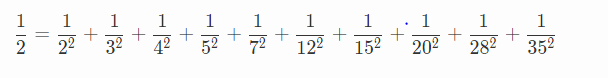 1/2 = 1/2² + 1/3² + 1/4² + 1/5² + 1/7² + 1/12² + 1/15² + 1/20² + 1/28² + 1/35²